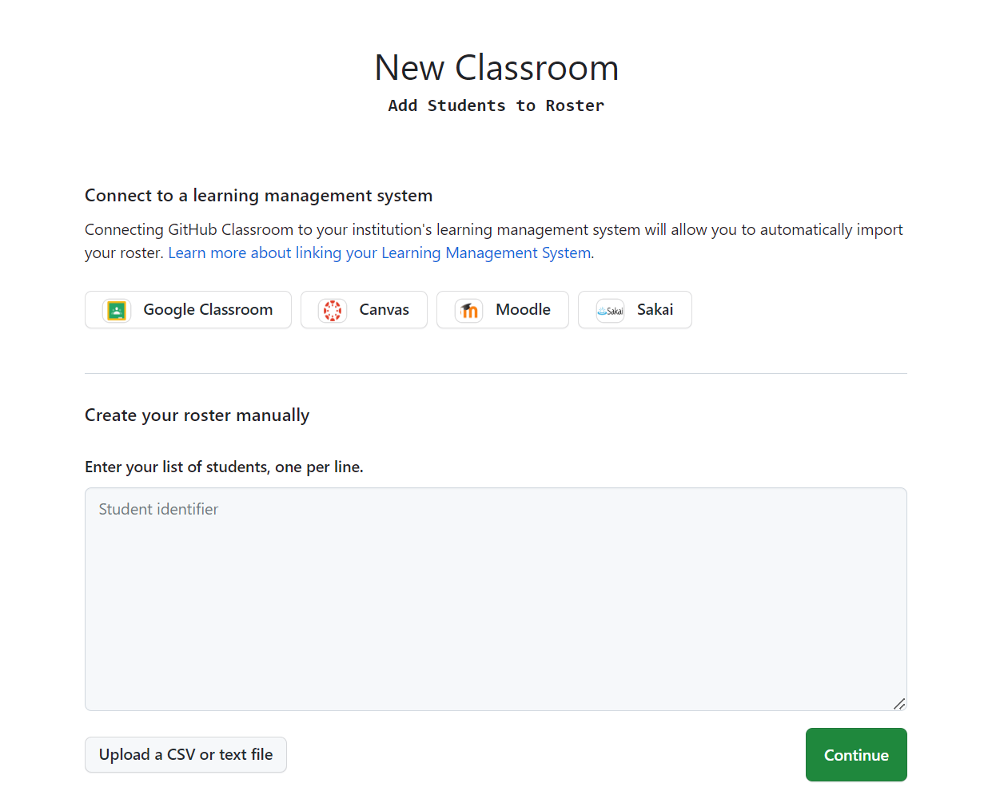 New Classroom
Add Students to Roster
Connect to a learning management system
Connecting GitHub Classroom to your institution's learning management system will allow you to automatically import
your roster. Learn more about linking your Learning Management System.
Google Classroom
Canvas
Moodle
Sakai Sakai
Create your roster manually
Enter your list of students, one per line.
Student identifier
Upload a CSV or text file
Continue